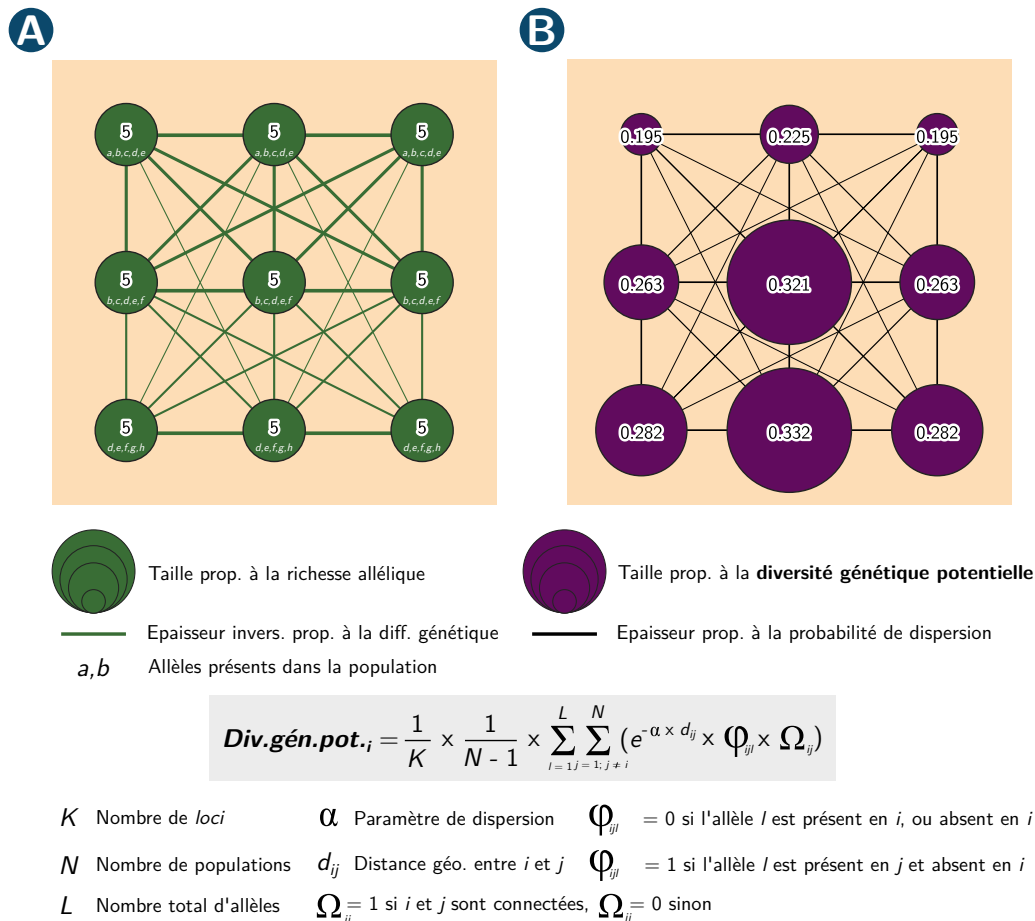 A B
5 5 5
a,b,c,d,e a,b,c,d,e a,b,c,d,e
5 5 5
b,c,d,e,f b,c,d,e,f b,c,d,e,f
5 5 5
d,e,f,g,h d,e,f,g,h d,e,f,g,h
0.195 0.225 0.195
0.263 0.321 0.263
0.282 0.332 0.282
Taille prop. à la richesse allélique
Epaisseur invers. prop. à la diff. génétique
a,b Allèles présents dans la population
Taille prop. à la diversité génétique potentielle
Epaisseur prop. à la probabilité de dispersion
Div.gén.pot.i = 1/K x 1/(N - 1) x ∑(l = 1 → L) ∑(j = 1; j ≠ i → N) (e^(-α x dij) x φijl x Ωij)
K Nombre de loci α Paramètre de dispersion φijl = 0 si l'allèle l est présent en i, ou absent en i
N Nombre de populations dij Distance géo. entre i et j φijl = 1 si l'allèle l est présent en j et absent en i
L Nombre total d'allèles Ωij = 1 si i et j sont connectées, Ωij = 0 sinon